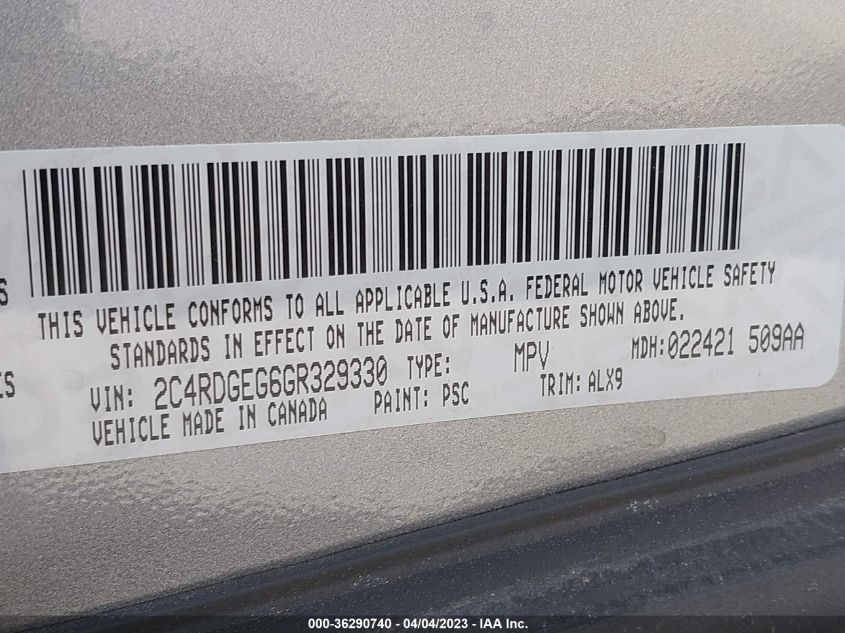 S
THIS VEHICLE CONFORMS TO ALL APPLICABLE U.S.A. FEDERAL MOTOR VEHICLE SAFETY
STANDARDS IN EFFECT ON THE DATE OF MANUFACTURE SHOWN ABOVE.
ES
VIN: 2C4RDGEG6GR329330 TYPE: MPV MDH:022421 509AA
VEHICLE MADE IN CANADA PAINT: PSC TRIM: ALX9
000-36290740 - 04/04/2023 - IAA Inc.